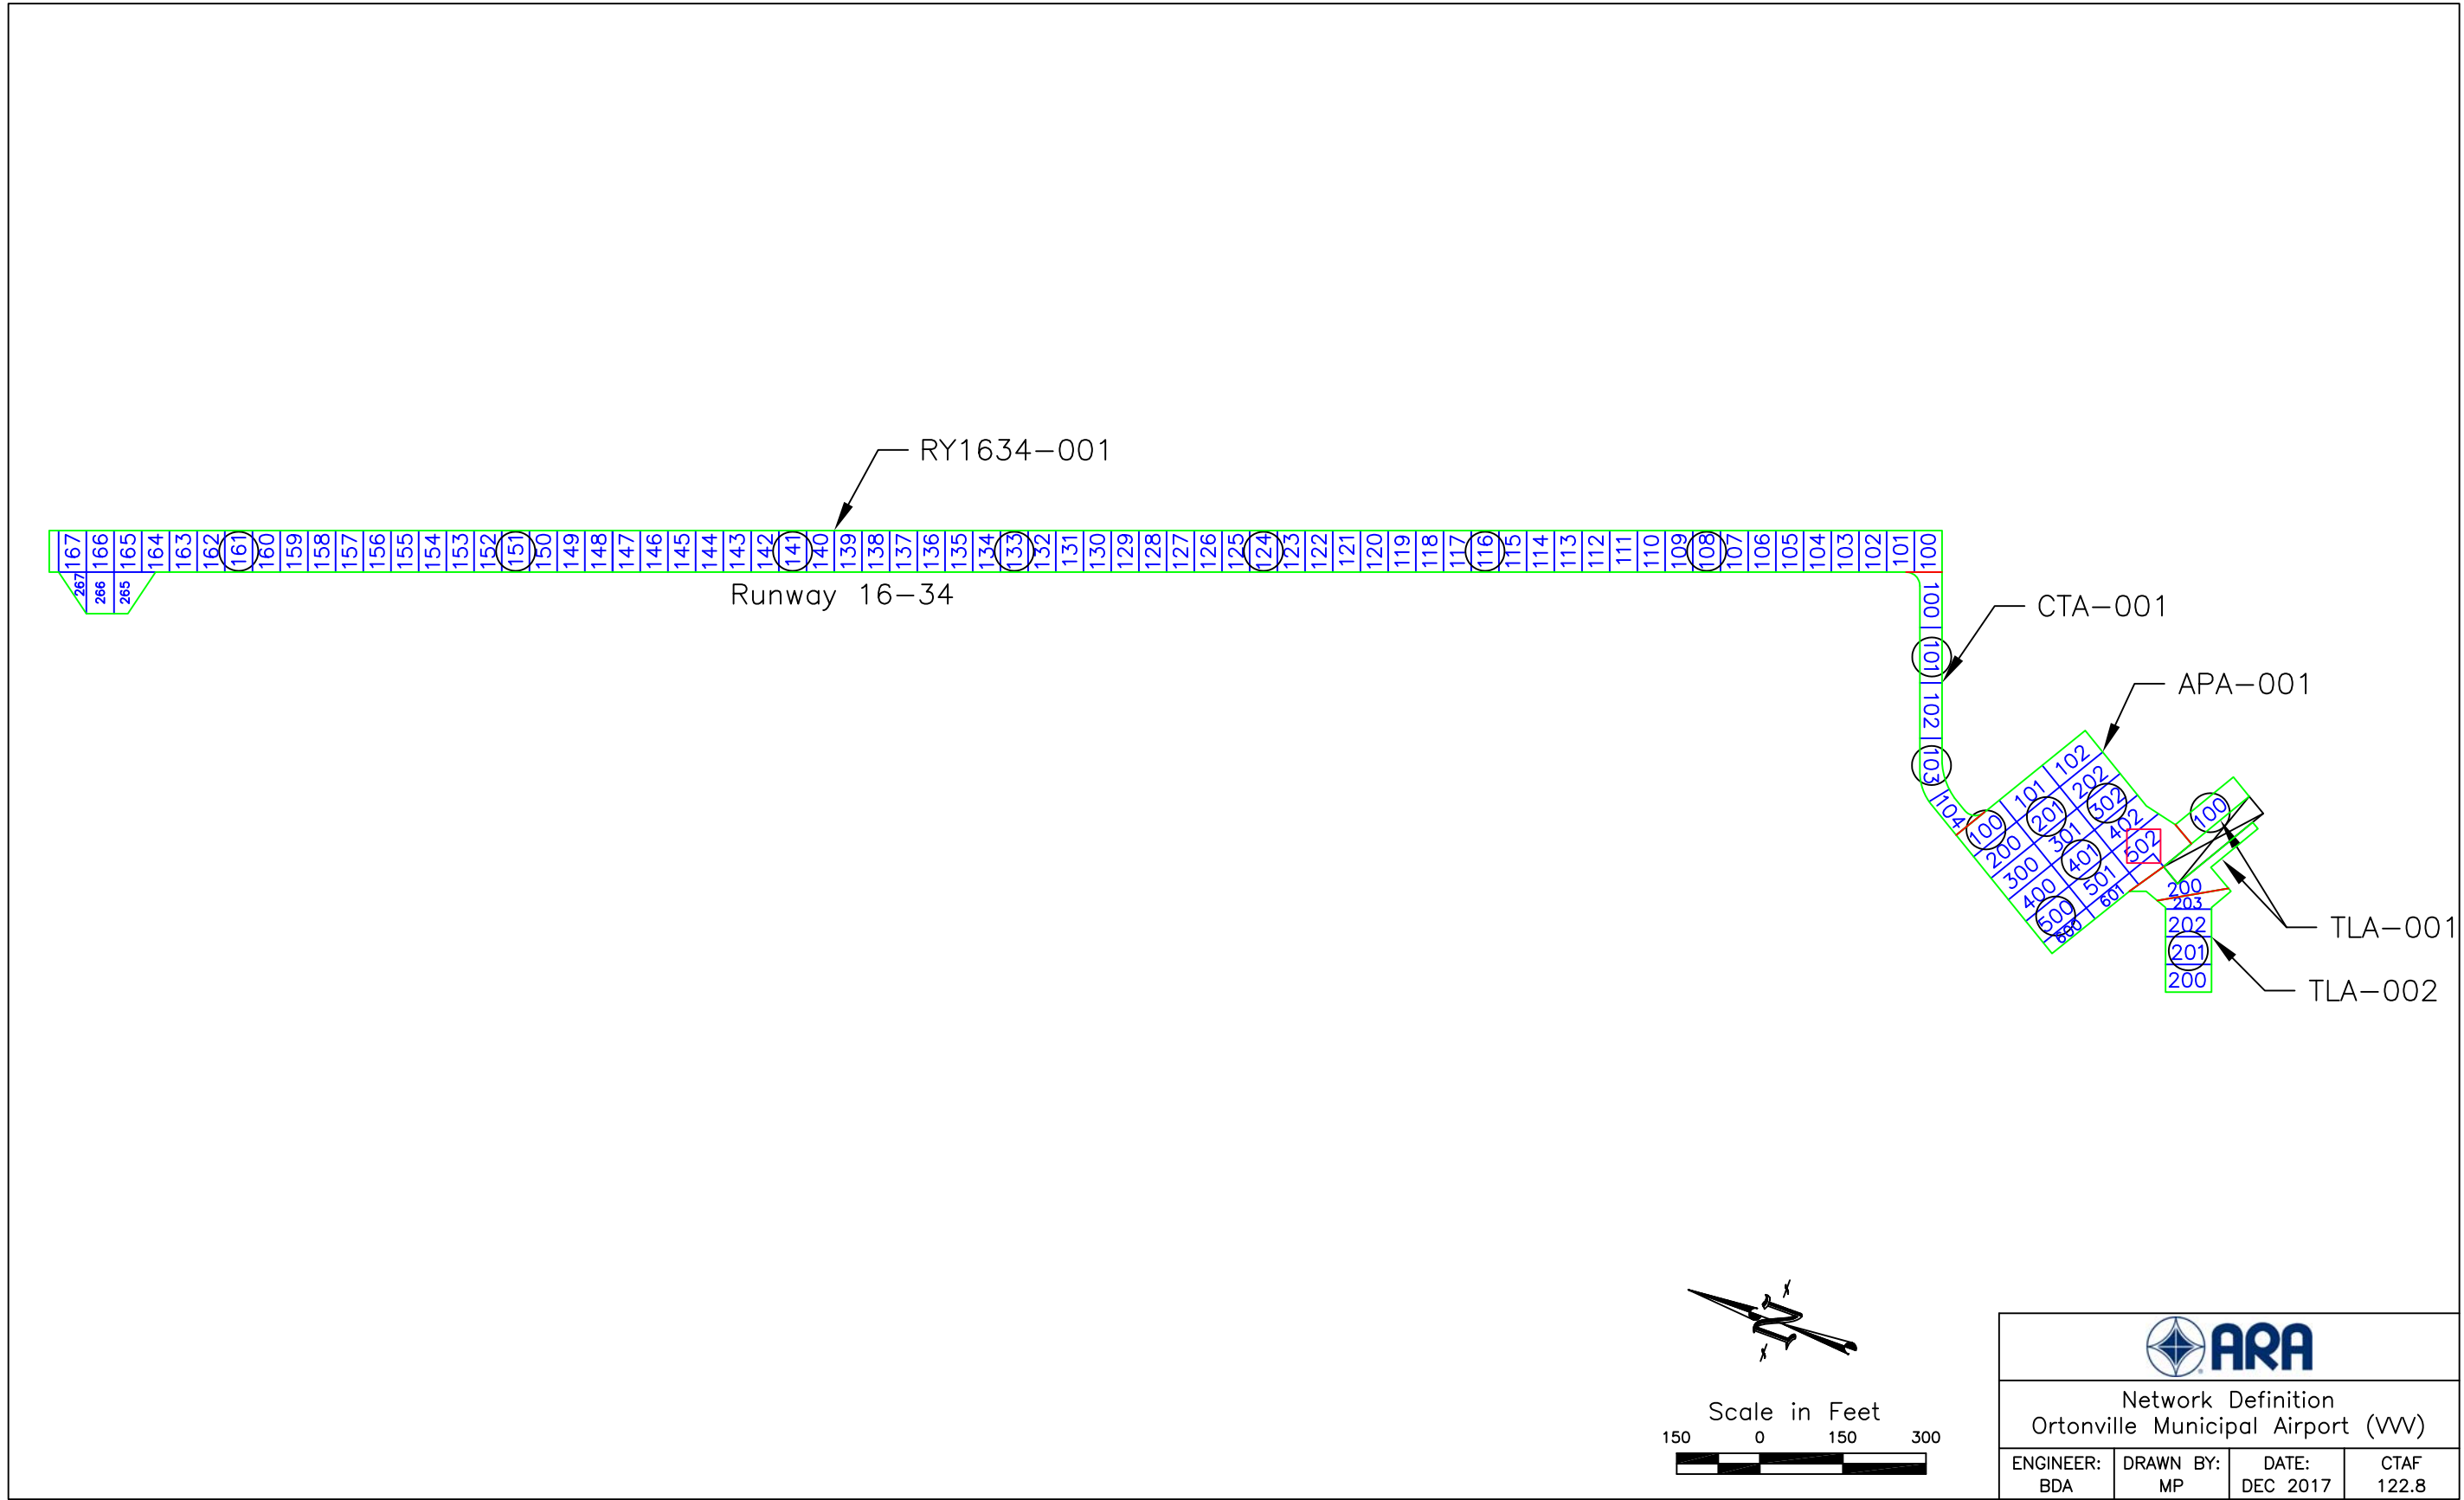 RY1634-001
167 166 165 164 163 162 161 160 159 158 157 156 155 154 153 152 151 150 149 148 147 146 145 144 143 142 141 140 139 138 137 136 135 134 133 132 131 130 129 128 127 126 125 124 123 122 121 120 119 118 117 116 115 114 113 112 111 110 109 108 107 106 105 104 103 102 101 100
267 266 265
Runway 16-34
100
101
102
103
104
CTA-001
APA-001
100 101 102
200 201 202
300 301 302
400 401 402
500 501 502
600 601
100
200
TLA-001
203
202
201
200
TLA-002
N
Scale in Feet
150 0 150 300
ARA
Network Definition
Ortonville Municipal Airport (VVV)
ENGINEER: BDA
DRAWN BY: MP
DATE: DEC 2017
CTAF 122.8